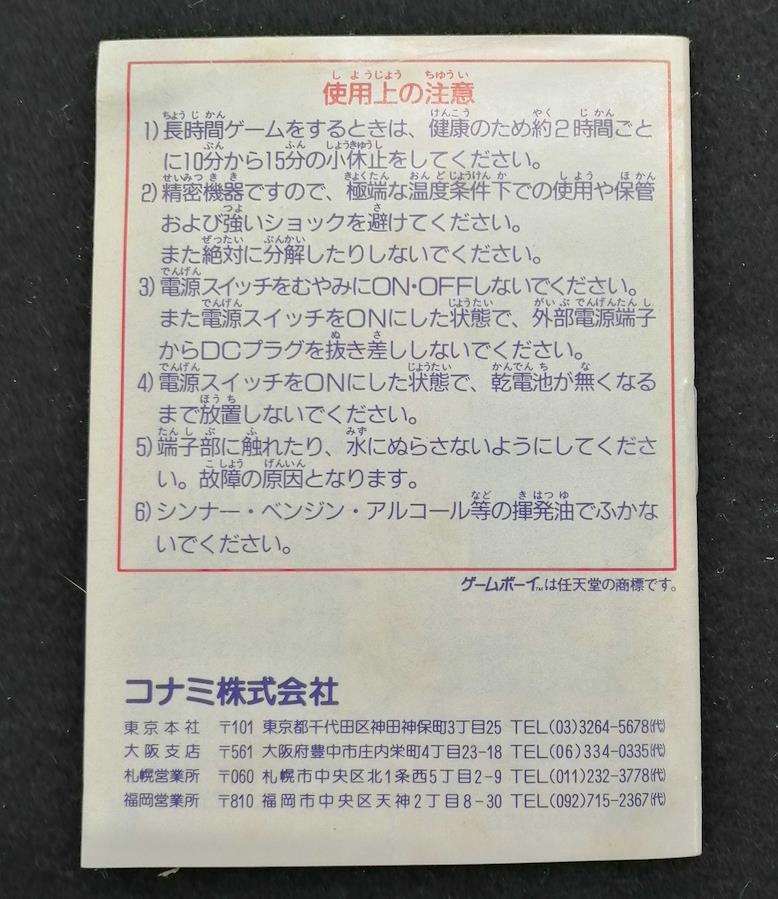 使用上の注意
1)長時間ゲームをするときは、健康のため約2時間ごと
に10分から15分の小休止をしてください。
2)精密機器ですので、極端な温度条件下での使用や保管
および強いショックを避けてください。
また絶対に分解したりしないでください。
3)電源スイッチをむやみにON・OFFしないでください。
また電源スイッチをONにした状態で、外部電源端子
からDCプラグを抜き差ししないでください。
4)電源スイッチをONにした状態で、乾電池が無くなる
まで放置しないでください。
5)端子部に触れたり、水にぬらさないようにしてくださ
い。故障の原因となります。
6)シンナー・ベンジン・アルコール等の揮発油でふかな
いでください。
ゲームボーイ™は任天堂の商標です。
コナミ株式会社
東京本社 〒101 東京都千代田区神田神保町3丁目25 TEL(03)3264-5678(代)
大阪支店 〒561 大阪府豊中市庄内栄町4丁目23-18 TEL(06)334-0335(代)
札幌営業所 〒060 札幌市中央区北1条西5丁目2-9 TEL(011)232-3778(代)
福岡営業所 〒810 福岡市中央区天神2丁目8-30 TEL(092)715-2367(代)